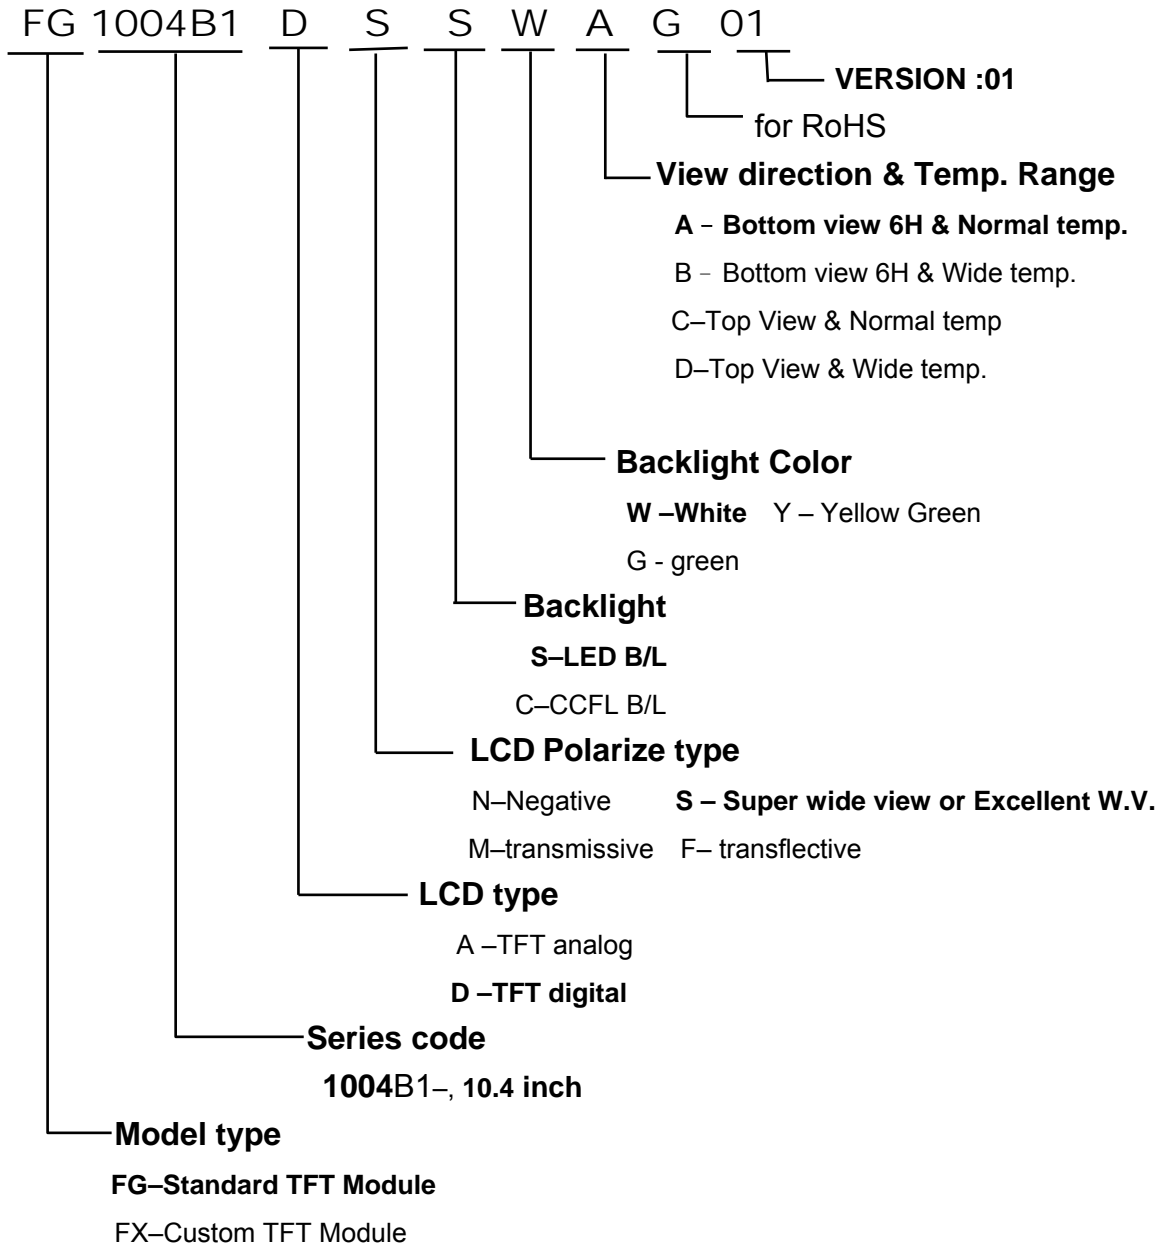 FG 1004B1 D S S W A G 01
VERSION :01
for RoHS
View direction & Temp. Range
A – Bottom view 6H & Normal temp.
B – Bottom view 6H & Wide temp.
C–Top View & Normal temp
D–Top View & Wide temp.
Backlight Color
W –White Y – Yellow Green
G - green
Backlight
S–LED B/L
C–CCFL B/L
LCD Polarize type
N–Negative S – Super wide view or Excellent W.V.
M–transmissive F– transflective
LCD type
A –TFT analog
D –TFT digital
Series code
1004B1–, 10.4 inch
Model type
FG–Standard TFT Module
FX–Custom TFT Module